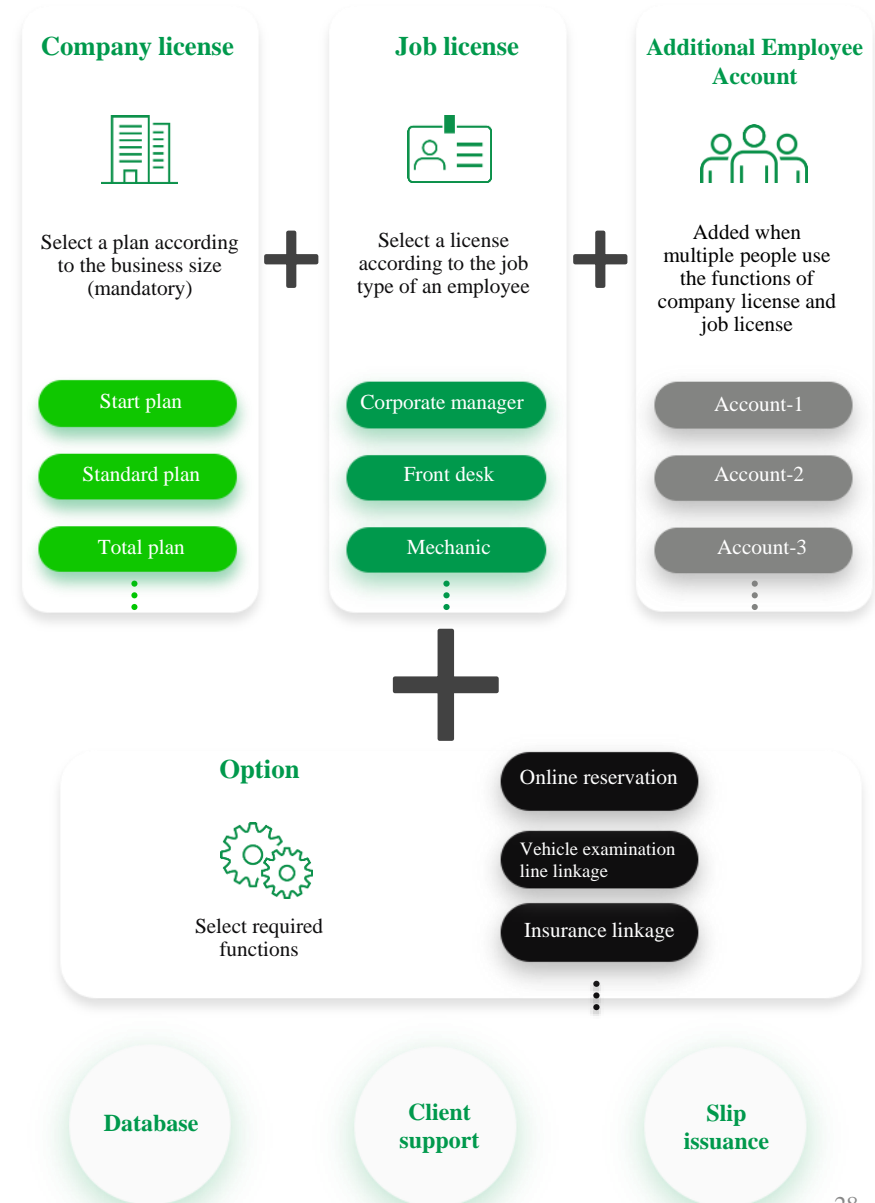 Company license
Select a plan according
to the business size
(mandatory)
Start plan
Standard plan
Total plan
Job license
Select a license
according to the job
type of an employee
Corporate manager
Front desk
Mechanic
Additional Employee
Account
Added when
multiple people use
the functions of
company license and
job license
Account-1
Account-2
Account-3
Option
Select required
functions
Online reservation
Vehicle examination
line linkage
Insurance linkage
Database
Client
support
Slip
issuance
28